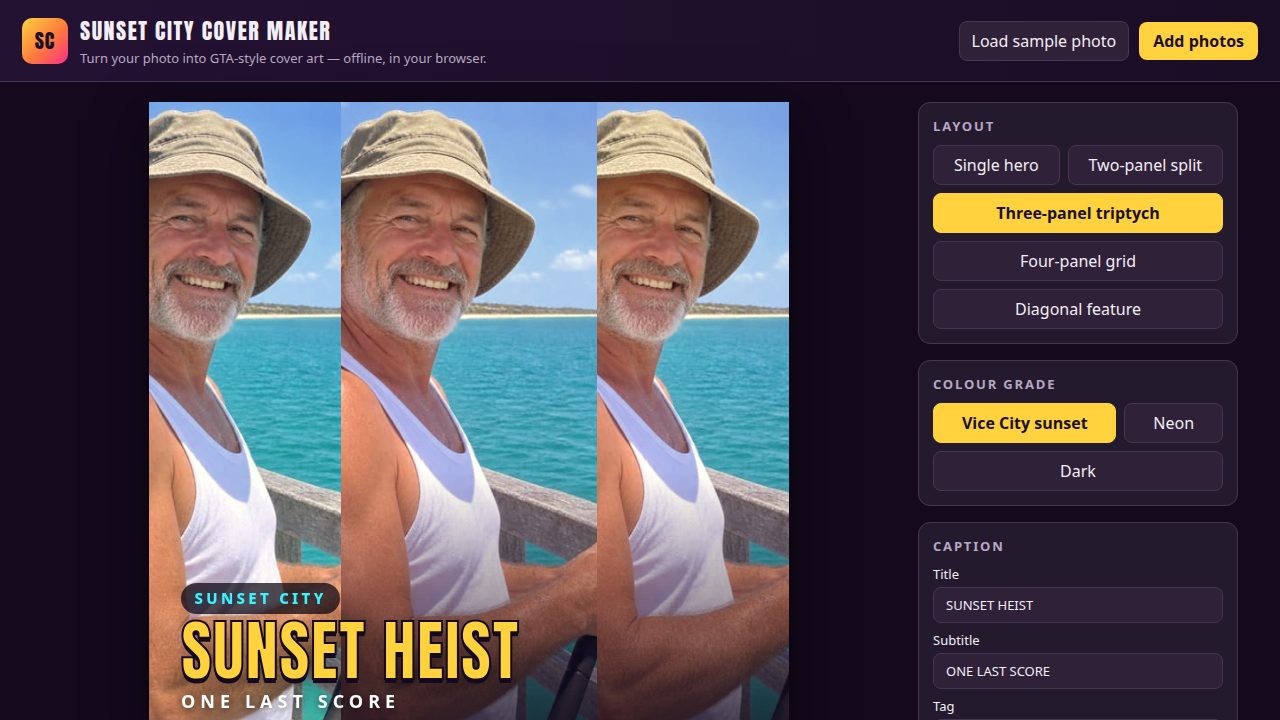 SC
SUNSET CITY COVER MAKER
Turn your photo into GTA-style cover art — offline, in your browser.
Load sample photo
Add photos
SUNSET CITY
SUNSET HEIST
ONE LAST SCORE
LAYOUT
Single hero
Two-panel split
Three-panel triptych
Four-panel grid
Diagonal feature
COLOUR GRADE
Vice City sunset
Neon
Dark
CAPTION
Title
SUNSET HEIST
Subtitle
ONE LAST SCORE
Tag